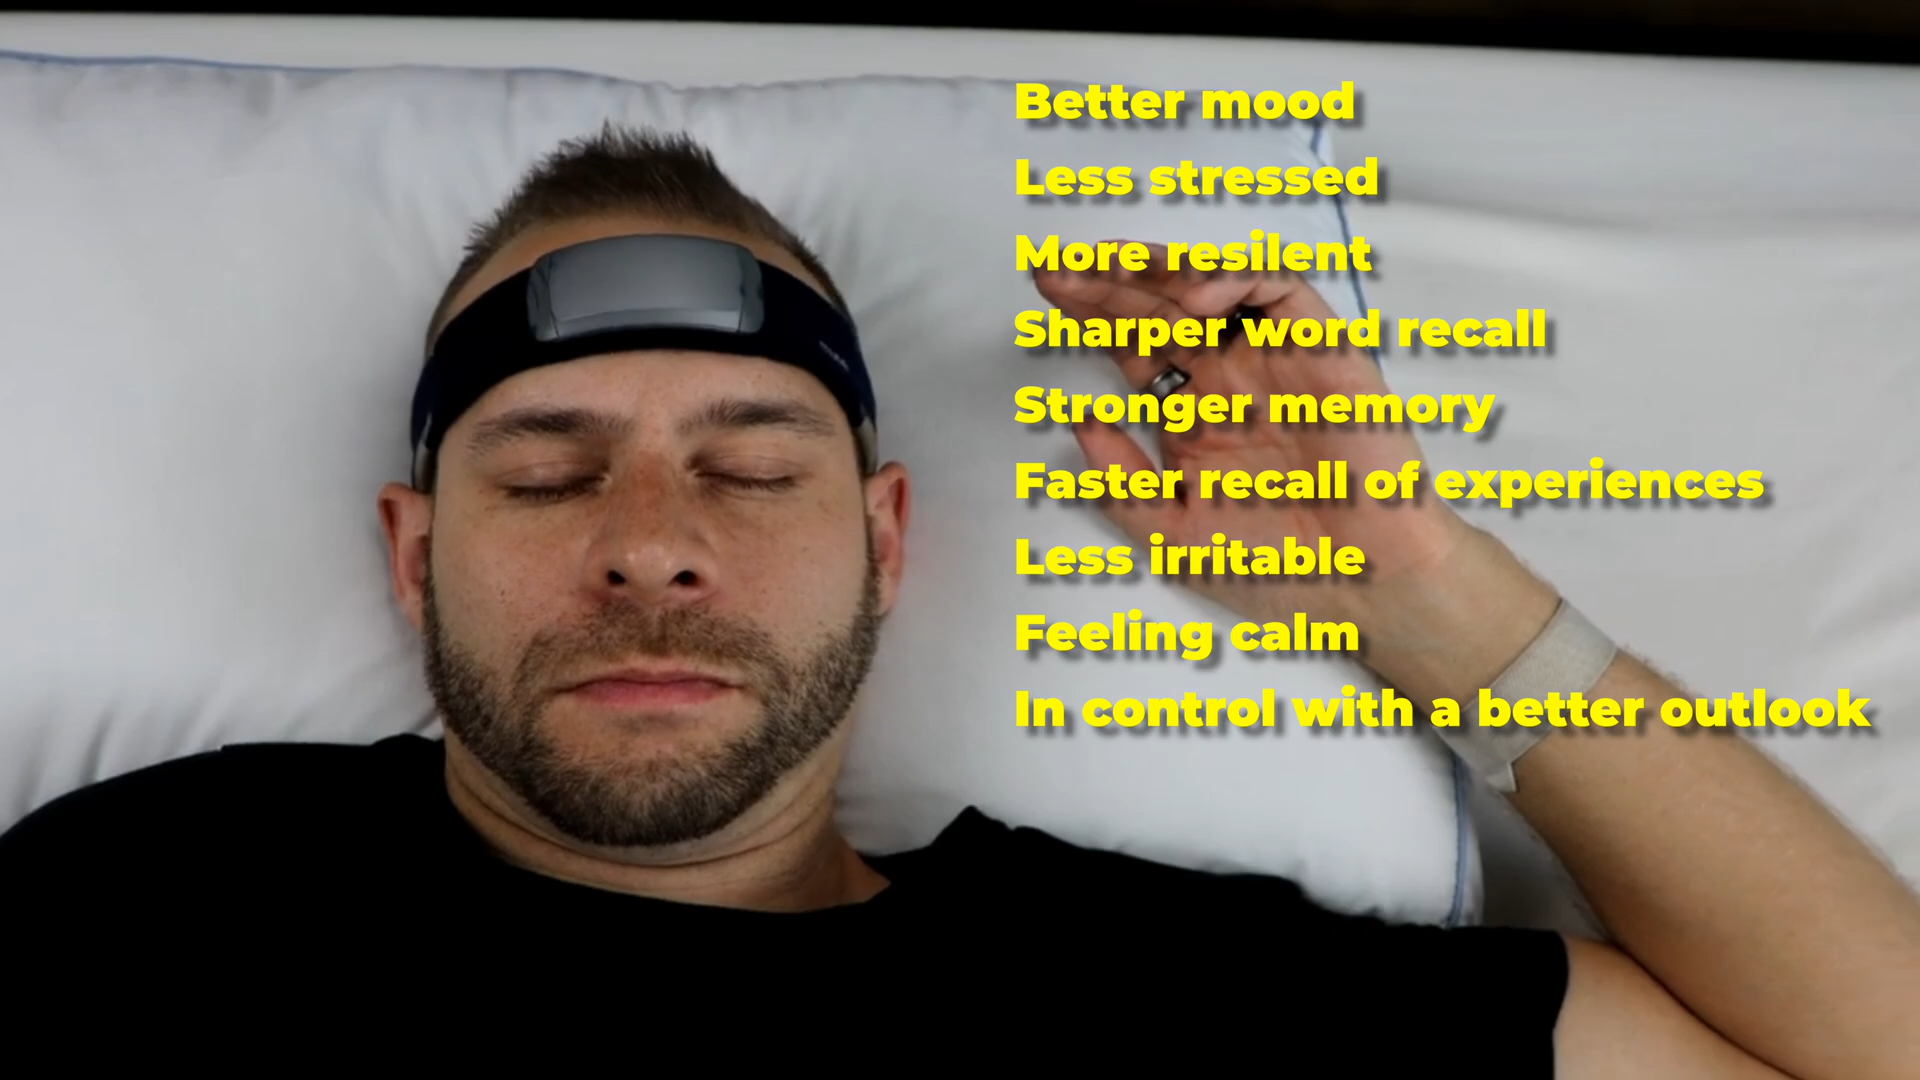 Better mood
Less stressed
More resilent
Sharper word recall
Stronger memory
Faster recall of experiences
Less irritable
Feeling calm
In control with a better outlook